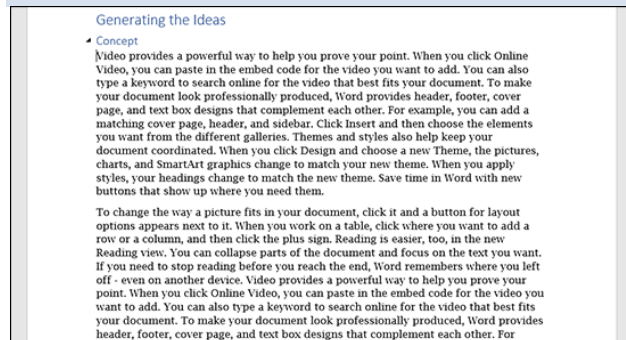 Generating the Ideas
Concept
Video provides a powerful way to help you prove your point. When you click Online
Video, you can paste in the embed code for the video you want to add. You can also
type a keyword to search online for the video that best fits your document. To make
your document look professionally produced, Word provides header, footer, cover
page, and text box designs that complement each other. For example, you can add a
matching cover page, header, and sidebar. Click Insert and then choose the elements
you want from the different galleries. Themes and styles also help keep your
document coordinated. When you click Design and choose a new Theme, the pictures,
charts, and SmartArt graphics change to match your new theme. When you apply
styles, your headings change to match the new theme. Save time in Word with new
buttons that show up where you need them.
To change the way a picture fits in your document, click it and a button for layout
options appears next to it. When you work on a table, click where you want to add a
row or a column, and then click the plus sign. Reading is easier, too, in the new
Reading view. You can collapse parts of the document and focus on the text you want.
If you need to stop reading before you reach the end, Word remembers where you left
off - even on another device. Video provides a powerful way to help you prove your
point. When you click Online Video, you can paste in the embed code for the video you
want to add. You can also type a keyword to search online for the video that best fits
your document. To make your document look professionally produced, Word provides
header, footer, cover page, and text box designs that complement each other. For